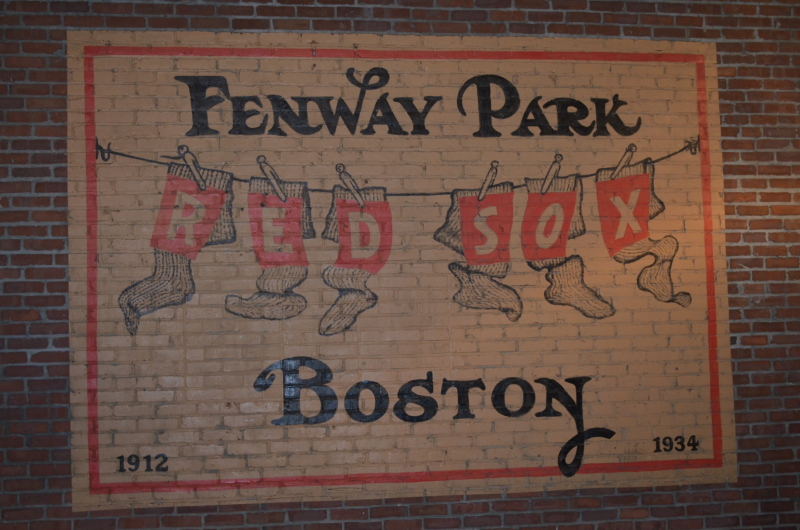 FENWAY PARK
RED SOX
BOSTON
1912 1934